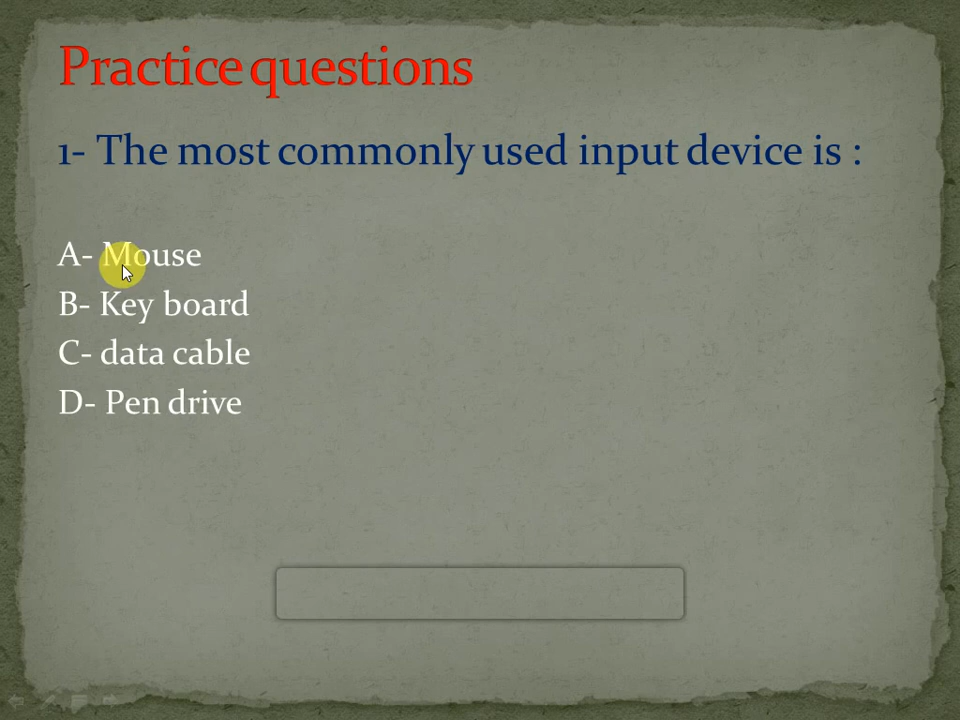 Practice questions
1- The most commonly used input device is :
A- Mouse
B- Key board
C- data cable
D- Pen drive